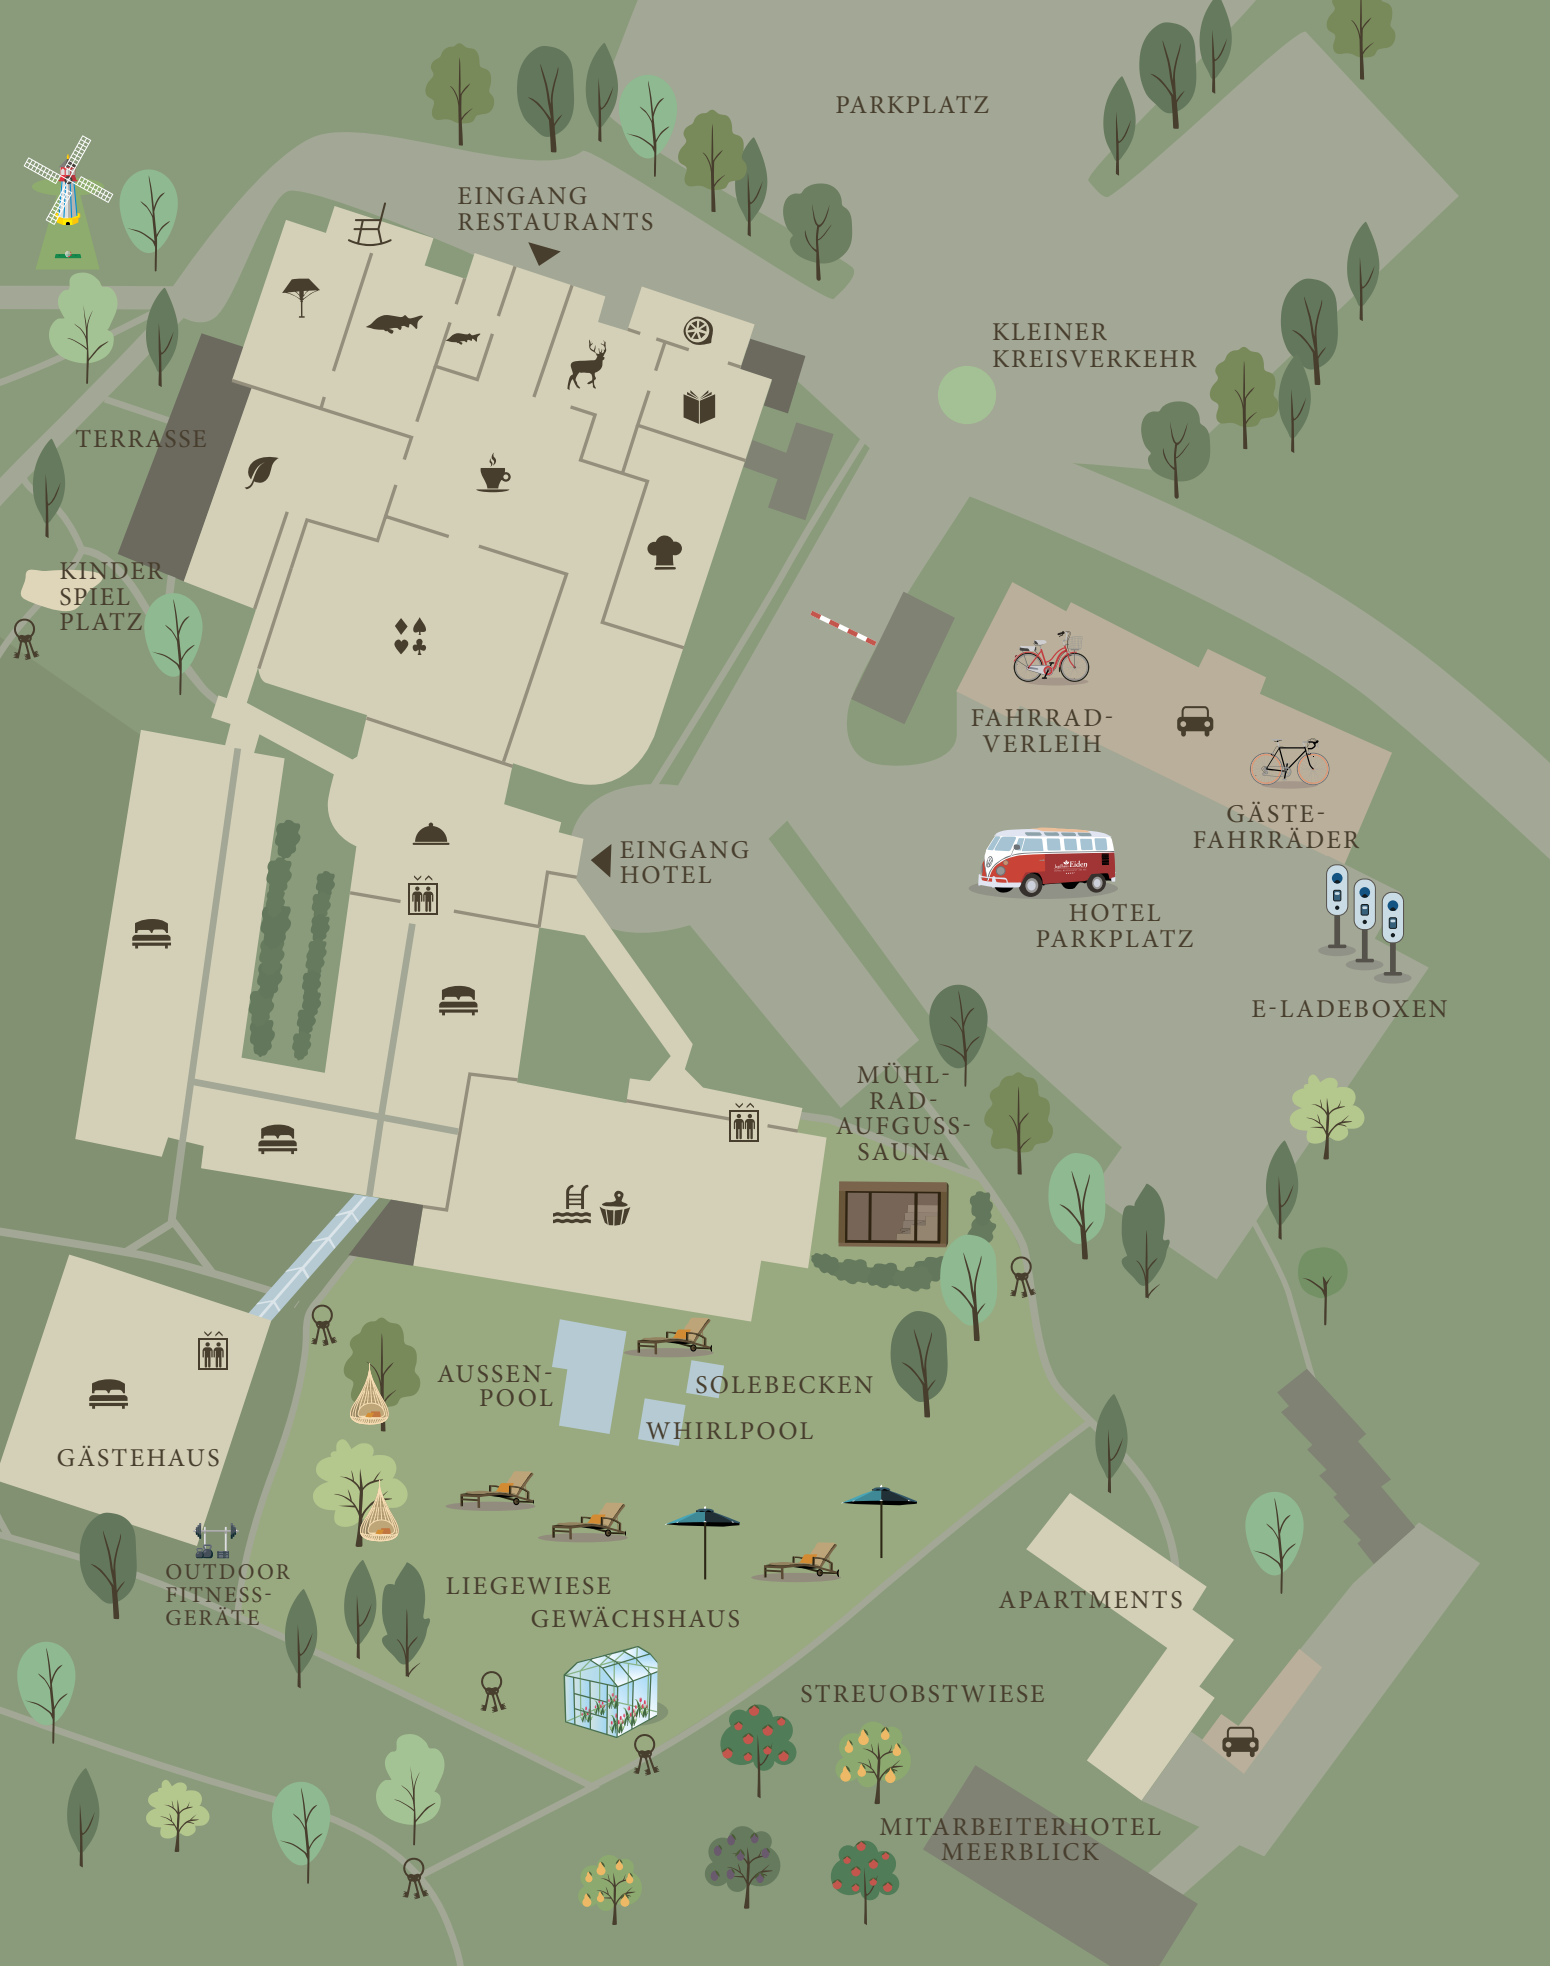 PARKPLATZ
EINGANG
RESTAURANTS
KLEINER
KREISVERKEHR
TERRASSE
KINDER
SPIEL
PLATZ
FAHRRAD-
VERLEIH
GÄSTE-
FAHRRÄDER
EINGANG
HOTEL
Eiden
HOTEL
PARKPLATZ
E-LADEBOXEN
MÜHL-
RAD-
AUFGUSS-
SAUNA
AUSSEN-
POOL
SOLEBECKEN
WHIRLPOOL
GÄSTEHAUS
OUTDOOR
FITNESS-
GERÄTE
LIEGEWIESE
GEWÄCHSHAUS
APARTMENTS
STREUOBSTWIESE
MITARBEITERHOTEL
MEERBLICK